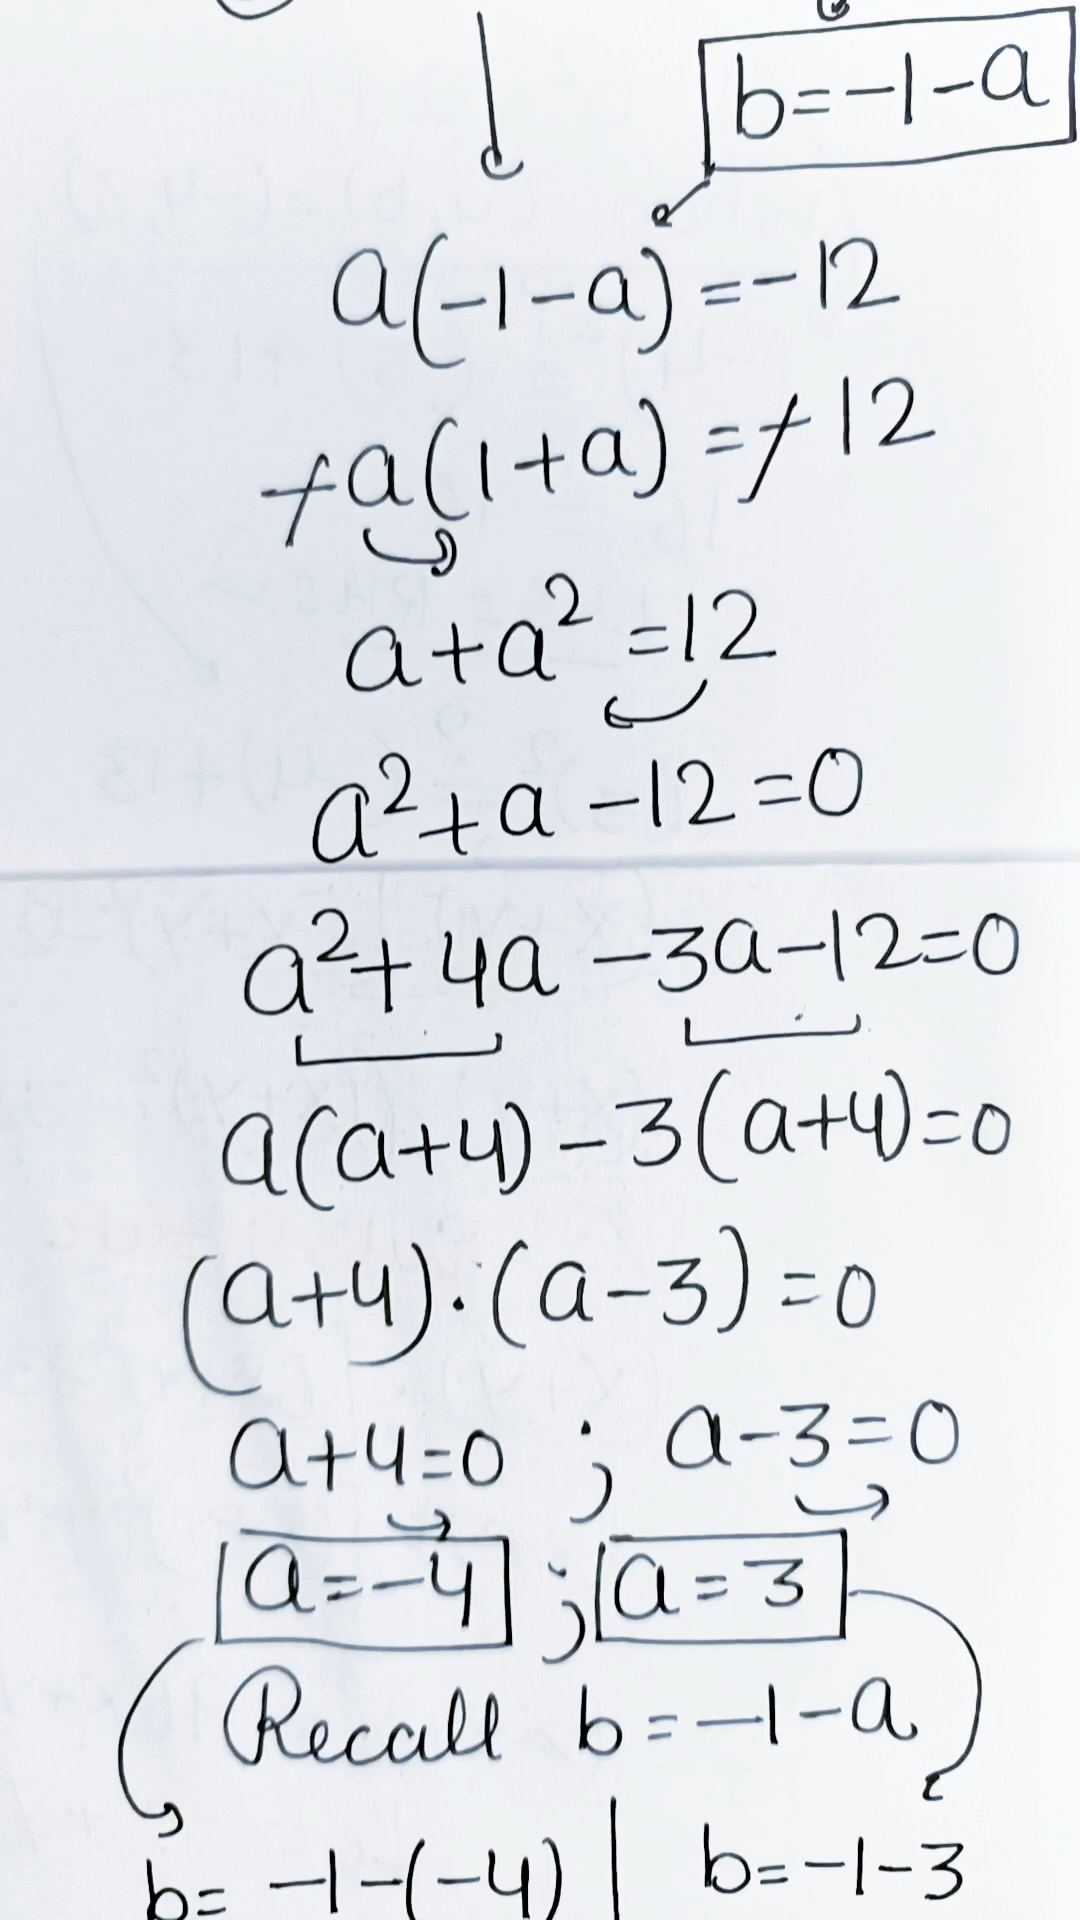 b=-1-a
a(-1-a)=-12
-a(1+a)=-12
a+a²=12
a²+a-12=0
a²+4a-3a-12=0
a(a+4)-3(a+4)=0
(a+4)·(a-3)=0
a+4=0 ; a-3=0
a=-4 ; a=3
Recall b=-1-a
b=-1-(-4) | b=-1-3